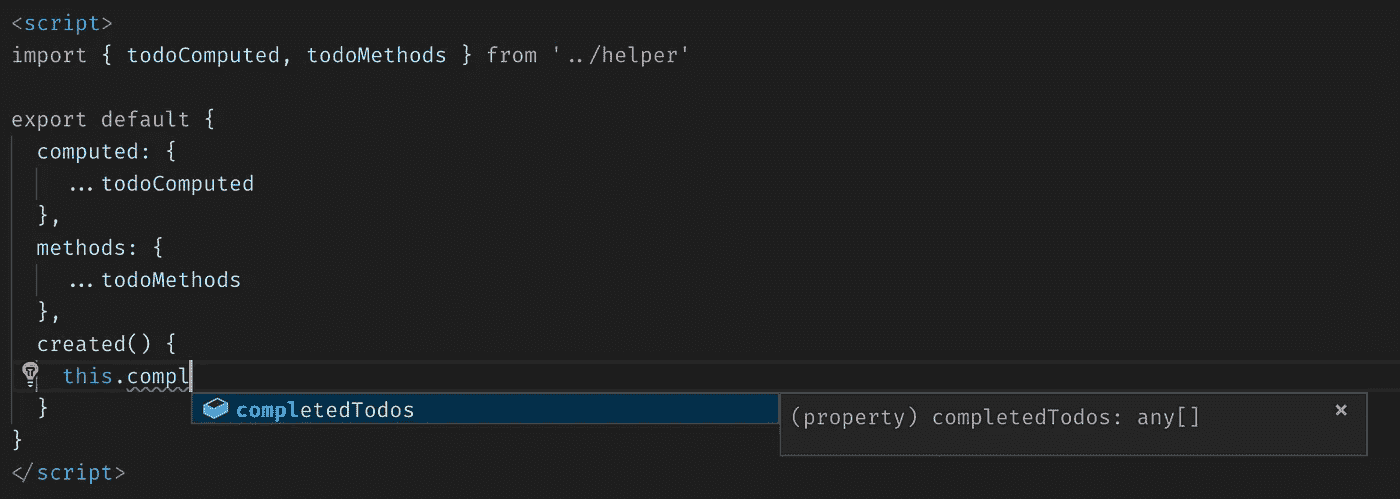 <script>
import { todoComputed, todoMethods } from '../helper'
export default {
computed: {
...todoComputed
},
methods: {
...todoMethods
},
created() {
this.compl
completedTodos
(property) completedTodos: any[]
×
}
}
</script>